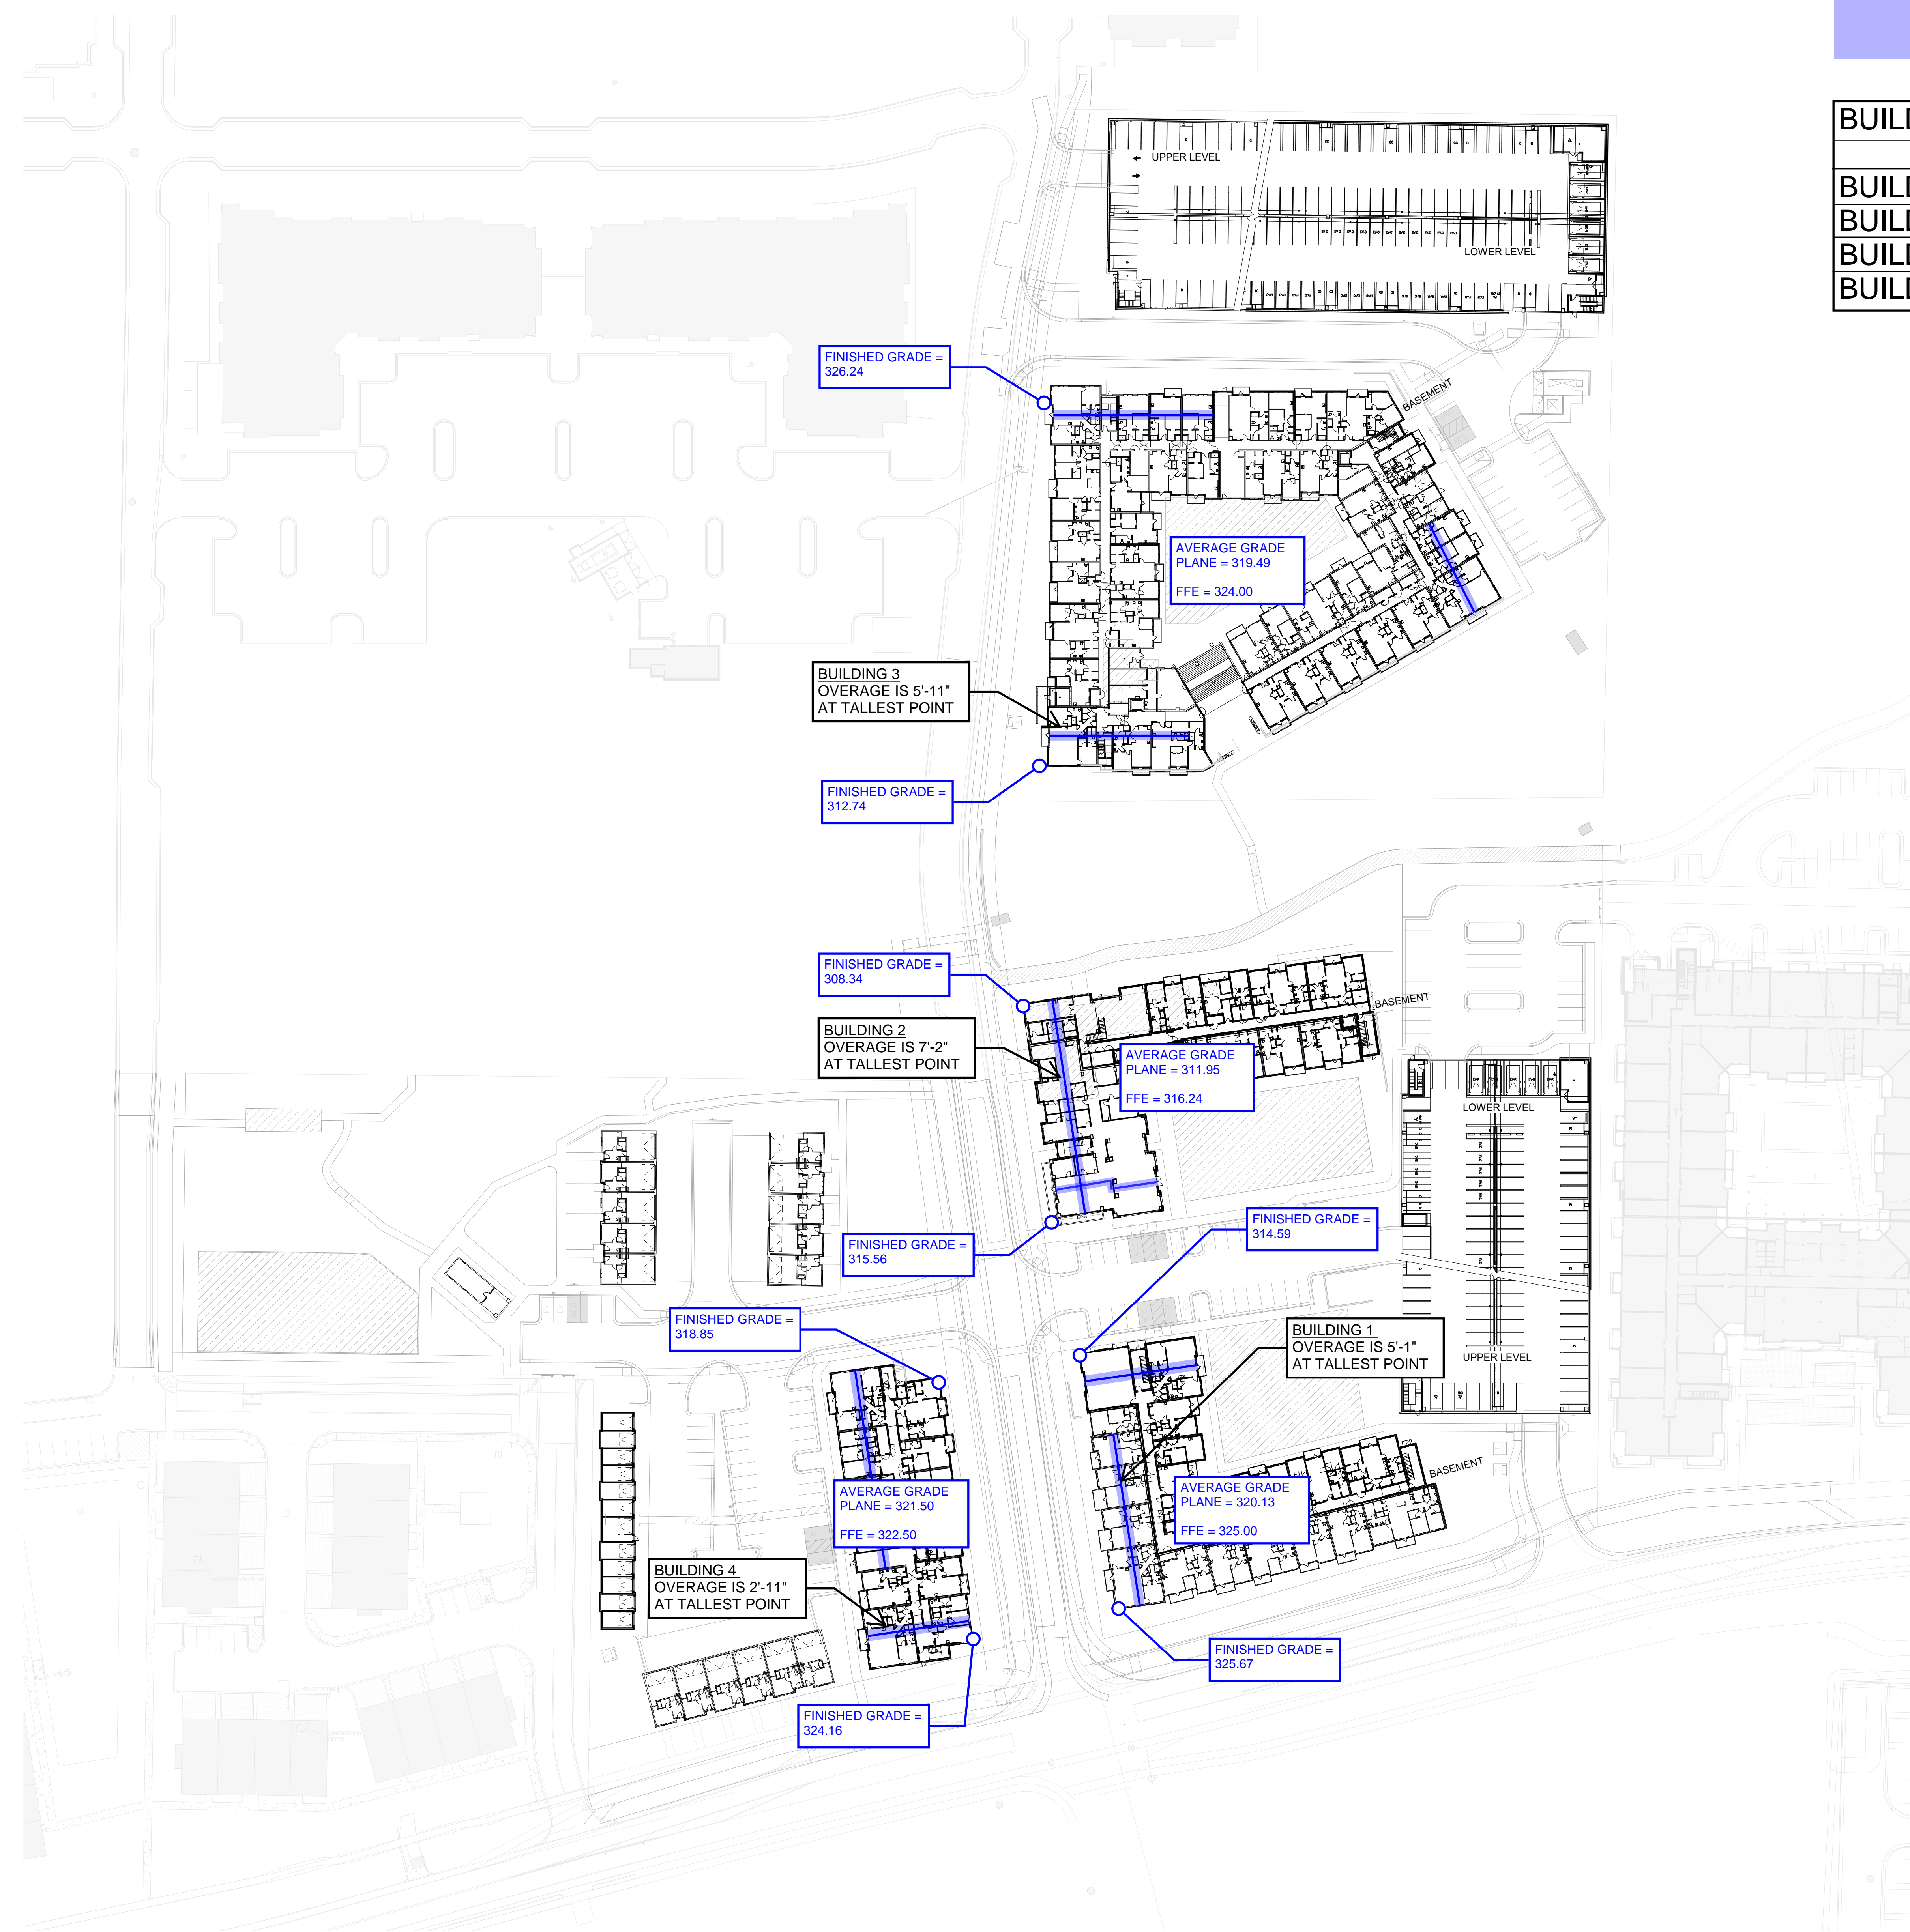 BUILD
BUILD
BUILD
BUILD
BUILD
UPPER LEVEL
LOWER LEVEL
FINISHED GRADE =
326.24
BASEMENT
AVERAGE GRADE
PLANE = 319.49
FFE = 324.00
BUILDING 3
OVERAGE IS 5'-11"
AT TALLEST POINT
FINISHED GRADE =
312.74
FINISHED GRADE =
308.34
BASEMENT
BUILDING 2
OVERAGE IS 7'-2"
AT TALLEST POINT
AVERAGE GRADE
PLANE = 311.95
FFE = 316.24
LOWER LEVEL
FINISHED GRADE =
314.59
FINISHED GRADE =
315.56
FINISHED GRADE =
318.85
BUILDING 1
OVERAGE IS 5'-1"
AT TALLEST POINT
UPPER LEVEL
BASEMENT
AVERAGE GRADE
PLANE = 321.50
FFE = 322.50
AVERAGE GRADE
PLANE = 320.13
FFE = 325.00
BUILDING 4
OVERAGE IS 2'-11"
AT TALLEST POINT
FINISHED GRADE =
325.67
FINISHED GRADE =
324.16